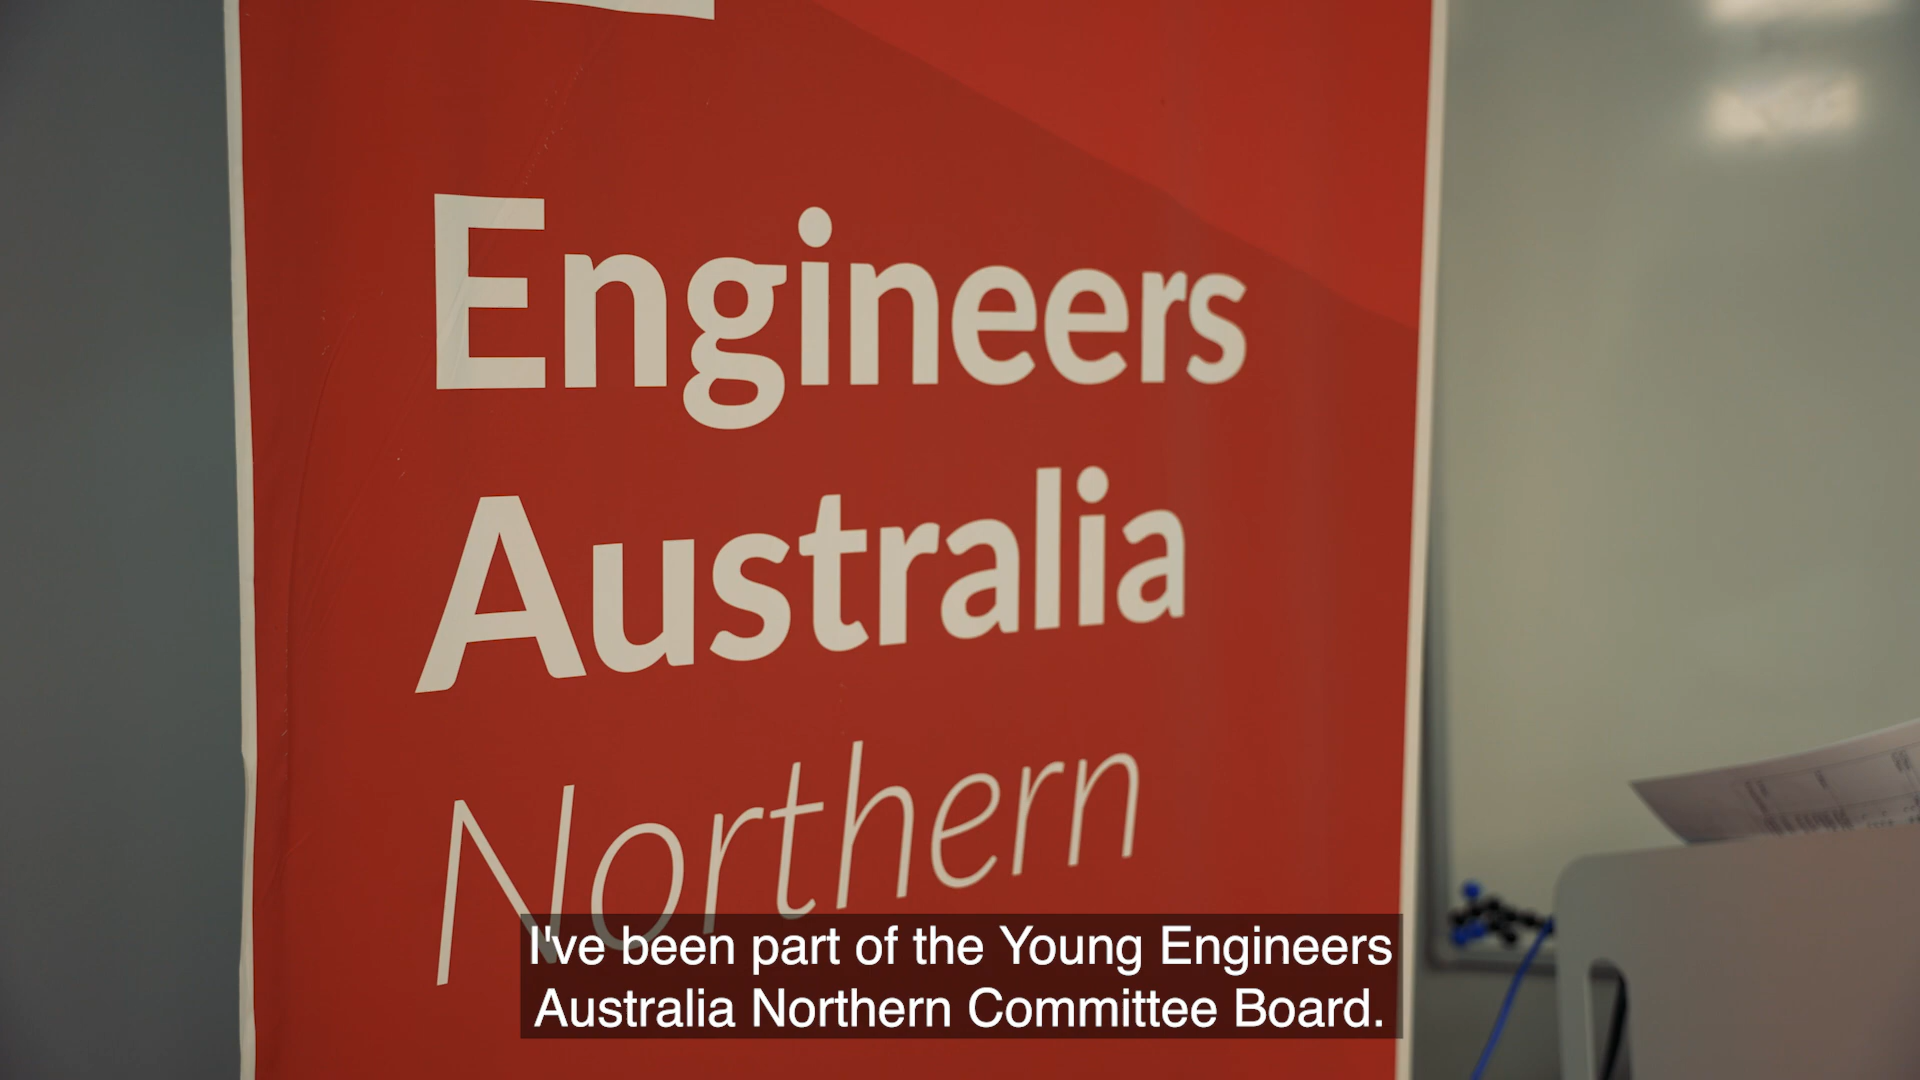 Engineers
Australia
Northern
I've been part of the Young Engineers
Australia Northern Committee Board.